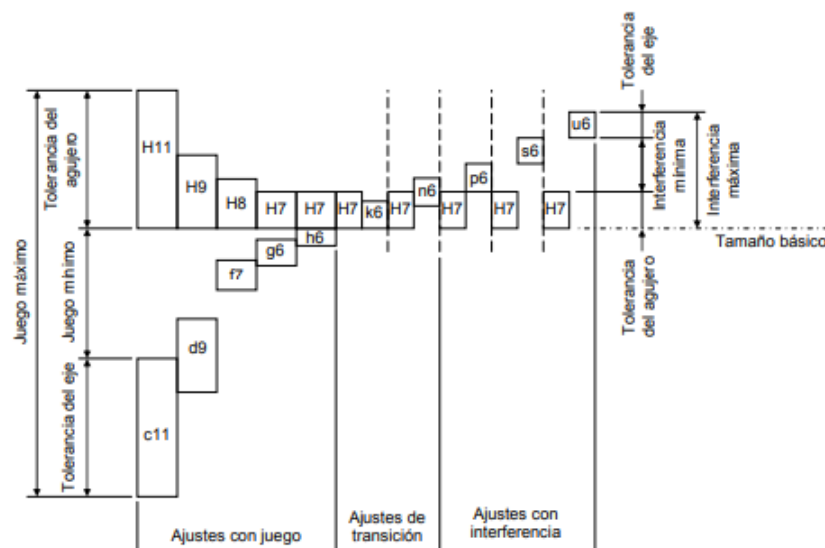 Juego máximo
Tolerancia del
agujero
Juego mínimo
Tolerancia del eje
H11
H9
H8
H7
H7
H7
k6
H7
n6
H7
p6
H7
s6
H7
u6
h6
g6
f7
d9
c11
Tolerancia
del eje
Interferencia
mínima
Interferencia
máxima
Tamaño básico
Tolerancia
del agujero
Ajustes con juego
Ajustes de
transición
Ajustes con
interferencia